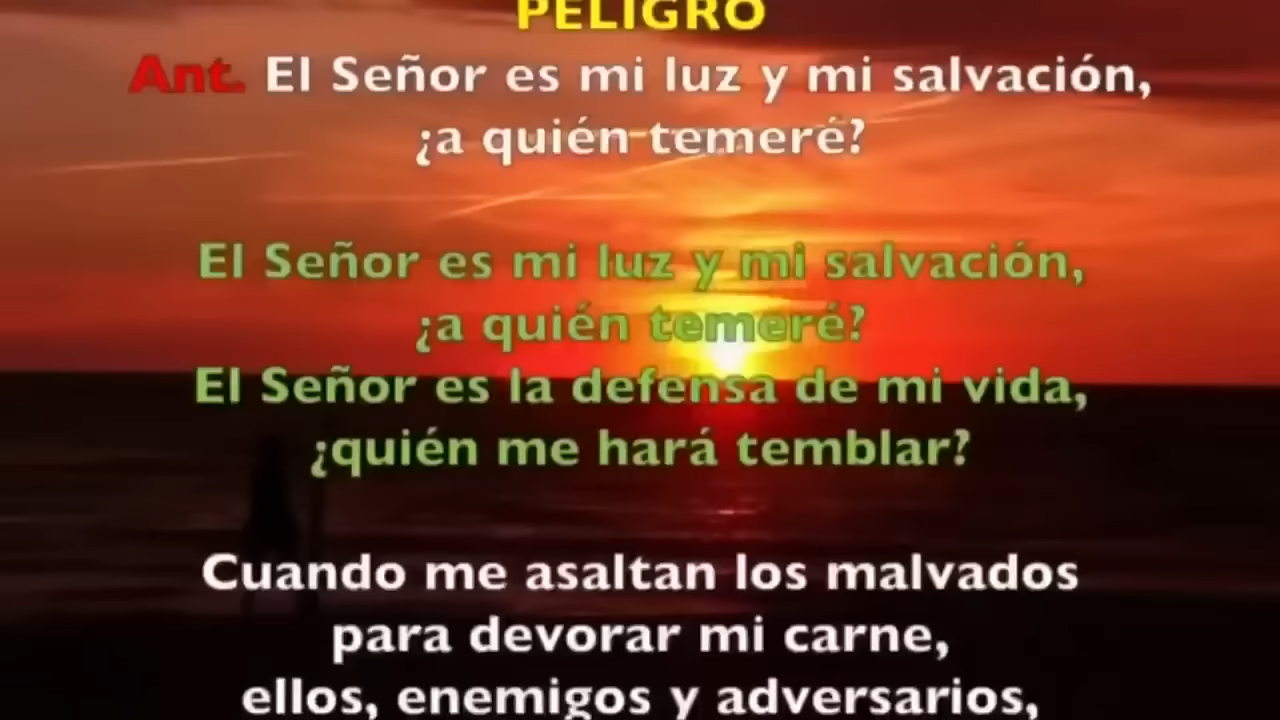 PELIGRO
Ant. El Señor es mi luz y mi salvación,
¿a quién temeré?
El Señor es mi luz y mi salvación,
¿a quién temeré?
El Señor es la defensa de mi vida,
¿quién me hará temblar?
Cuando me asaltan los malvados
para devorar mi carne,
ellos, enemigos y adversarios,